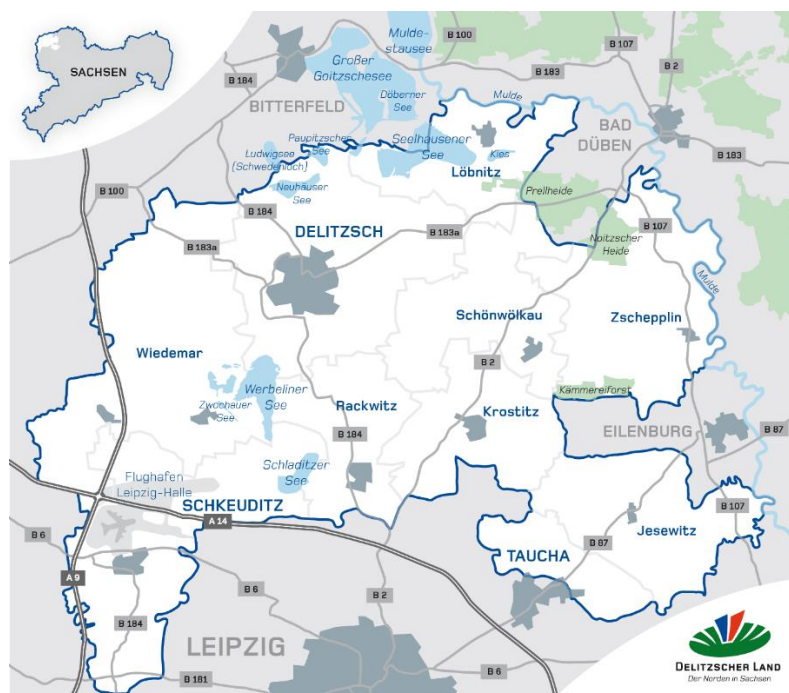 SACHSEN
Mulde-
stausee
B 100
B 107
B 2
Großer
Goitzschesee
B 184
B 183
BITTERFELD
Döberner
See
Mulde
BAD
DÜBEN
Paupitzscher
See
Seelhausener
See
Ludwigsee
(Schwedenloch)
Kies
B 183
Löbnitz
B 100
Neuhäuser
See
Prellheide
B 184
DELITZSCH
B 183a
B 107
B 183a
Noitzscher
Heide
Mulde
Schönwölkau
Zschepplin
Wiedemar
B 2
Werbeliner
See
Kämmereiforst
Zwochauer
See
Rackwitz
Krostitz
B 184
EILENBURG
B 87
Schladitzer
See
Flughafen
Leipzig-Halle
SCHKEUDITZ
A 14
B 107
B 6
Jesewitz
B 87
TAUCHA
A 9
B 6
B 2
B 184
LEIPZIG
B 6
B 181
DELITZSCHER LAND
Der Norden in Sachsen